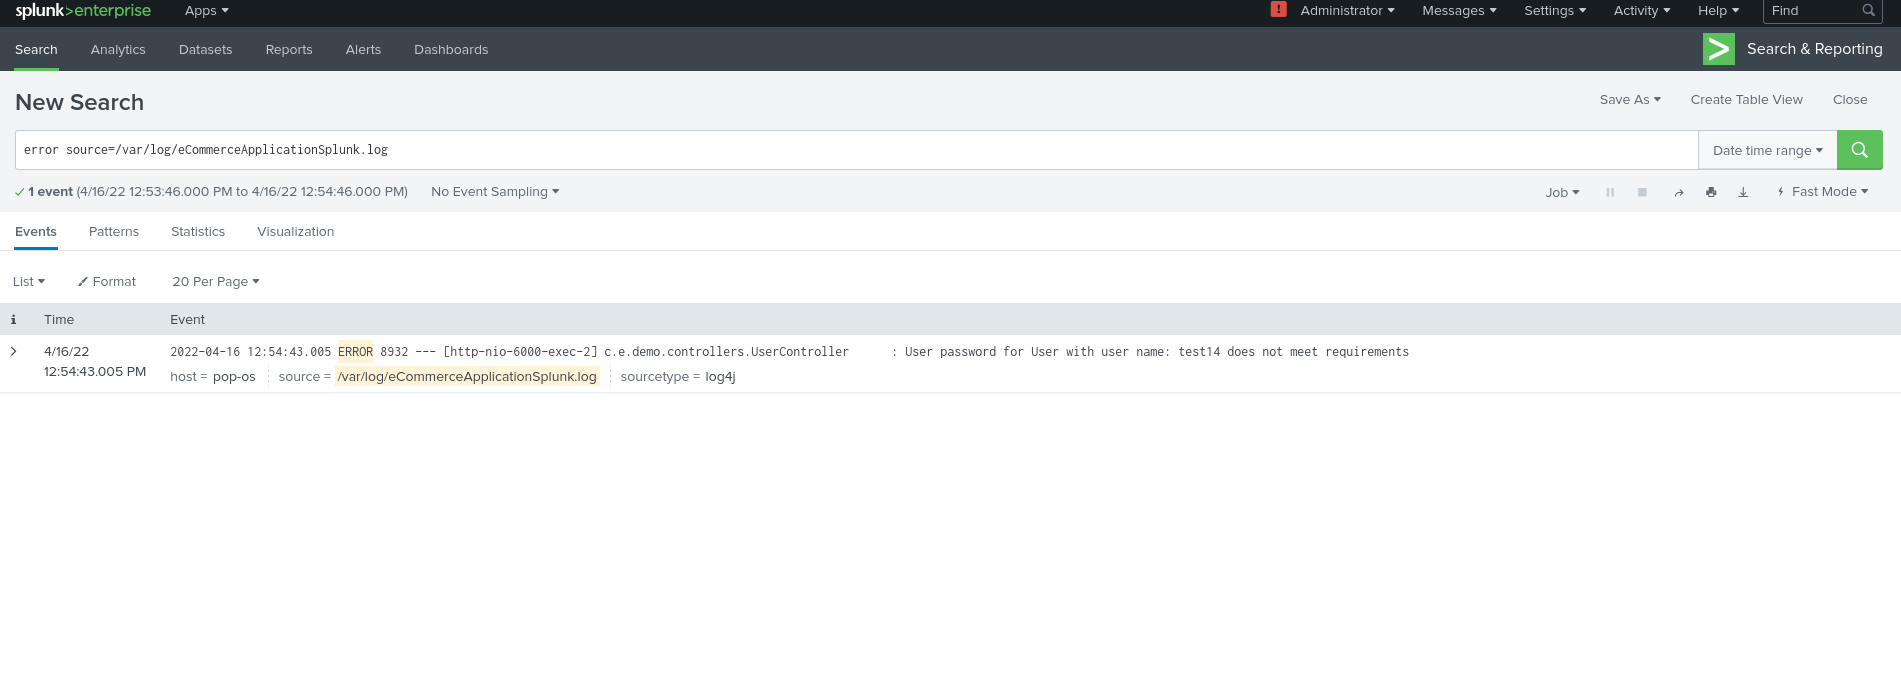 splunk>enterprise Apps Administrator Messages Settings Activity Help Find
Search Analytics Datasets Reports Alerts Dashboards Search & Reporting
New Search Save As Create Table View Close
error source=/var/log/eCommerceApplicationSplunk.log Date time range
1 event (4/16/22 12:53:46.000 PM to 4/16/22 12:54:46.000 PM) No Event Sampling Job Fast Mode
Events Patterns Statistics Visualization
List Format 20 Per Page
i Time Event
4/16/22 2022-04-16 12:54:43.005 ERROR 8932 --- [http-nio-6000-exec-2] c.e.demo.controllers.UserController : User password for User with user name: test14 does not meet requirements
12:54:43.005 PM host = pop-os source = /var/log/eCommerceApplicationSplunk.log sourcetype = log4j